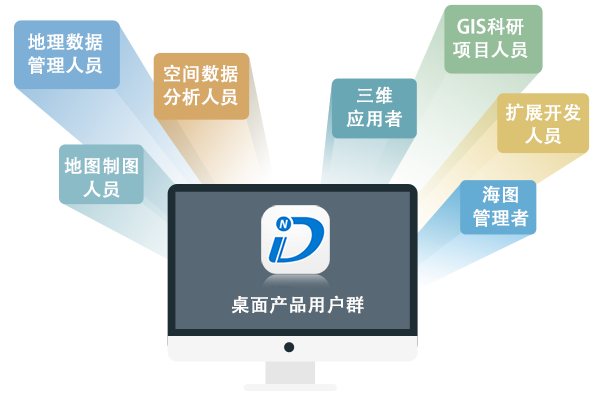 地理数据
管理人员
空间数据
分析人员
三维
应用者
GIS科研
项目人员
扩展开发
人员
地图制图
人员
海图
管理者
N
iD
桌面产品用户群